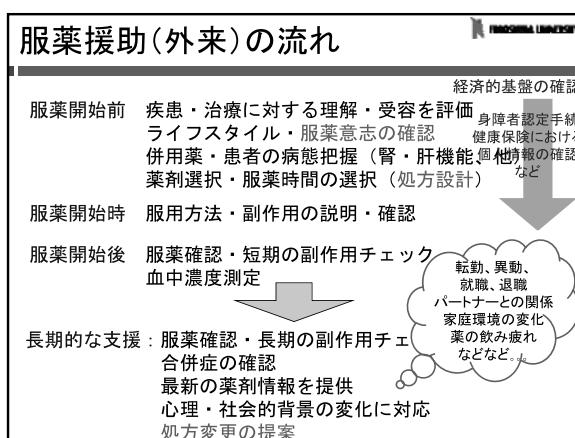 服薬援助（外来）の流れ
HIROSHIMA UNIVERSITY
経済的基盤の確認
身障者認定手続
健康保険における
個人情報の確認
など
服薬開始前　疾患・治療に対する理解・受容を評価
ライフスタイル・服薬意志の確認
併用薬・患者の病態把握（腎・肝機能、他）
薬剤選択・服薬時間の選択（処方設計）
服薬開始時　服用方法・副作用の説明・確認
服薬開始後　服薬確認・短期の副作用チェック
血中濃度測定
転勤、異動、
就職、退職
パートナーとの関係
家庭環境の変化
薬の飲み疲れ
などなど。。
長期的な支援：服薬確認・長期の副作用チェ
合併症の確認
最新の薬剤情報を提供
心理・社会的背景の変化に対応
処方変更の提案